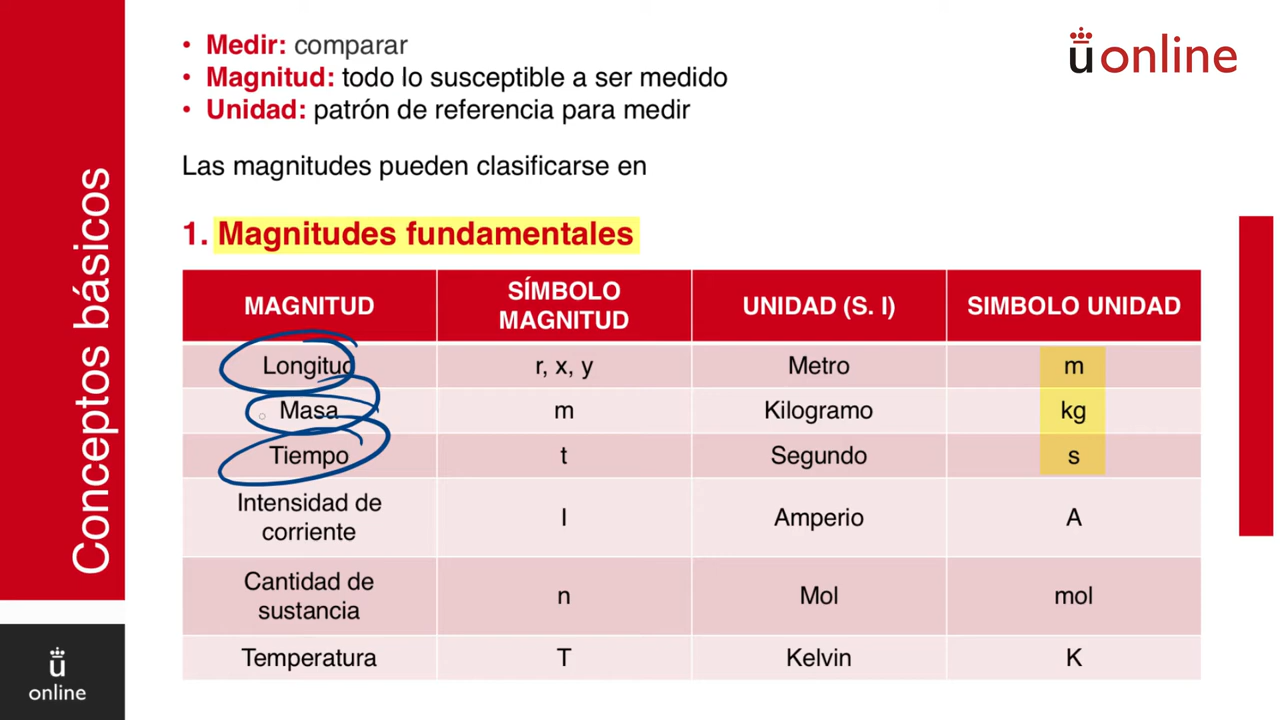 • Medir: comparar
• Magnitud: todo lo susceptible a ser medido
• Unidad: patrón de referencia para medir
ü online
Las magnitudes pueden clasificarse en
1. Magnitudes fundamentales
Conceptos básicos
MAGNITUD SÍMBOLO MAGNITUD UNIDAD (S. I) SIMBOLO UNIDAD
Longitud r, x, y Metro m
Masa m Kilogramo kg
Tiempo t Segundo s
Intensidad de corriente I Amperio A
Cantidad de sustancia n Mol mol
Temperatura T Kelvin K
ü
online